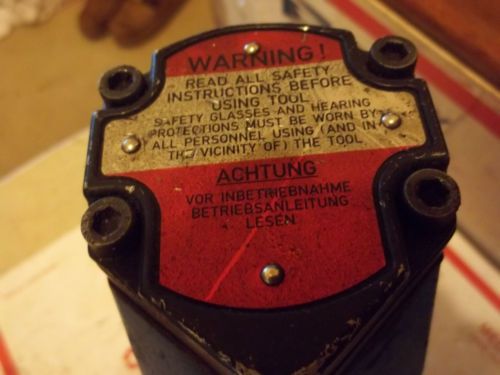 WARNING!
READ ALL SAFETY
INSTRUCTIONS BEFORE
USING TOOL
SAFETY GLASSES AND HEARING
PROTECTIONS MUST BE WORN BY
ALL PERSONNEL USING (AND IN
THE VICINITY OF) THE TOOL
ACHTUNG
VOR INBETRIEBNAHME
BETRIEBSANLEITUNG
LESEN